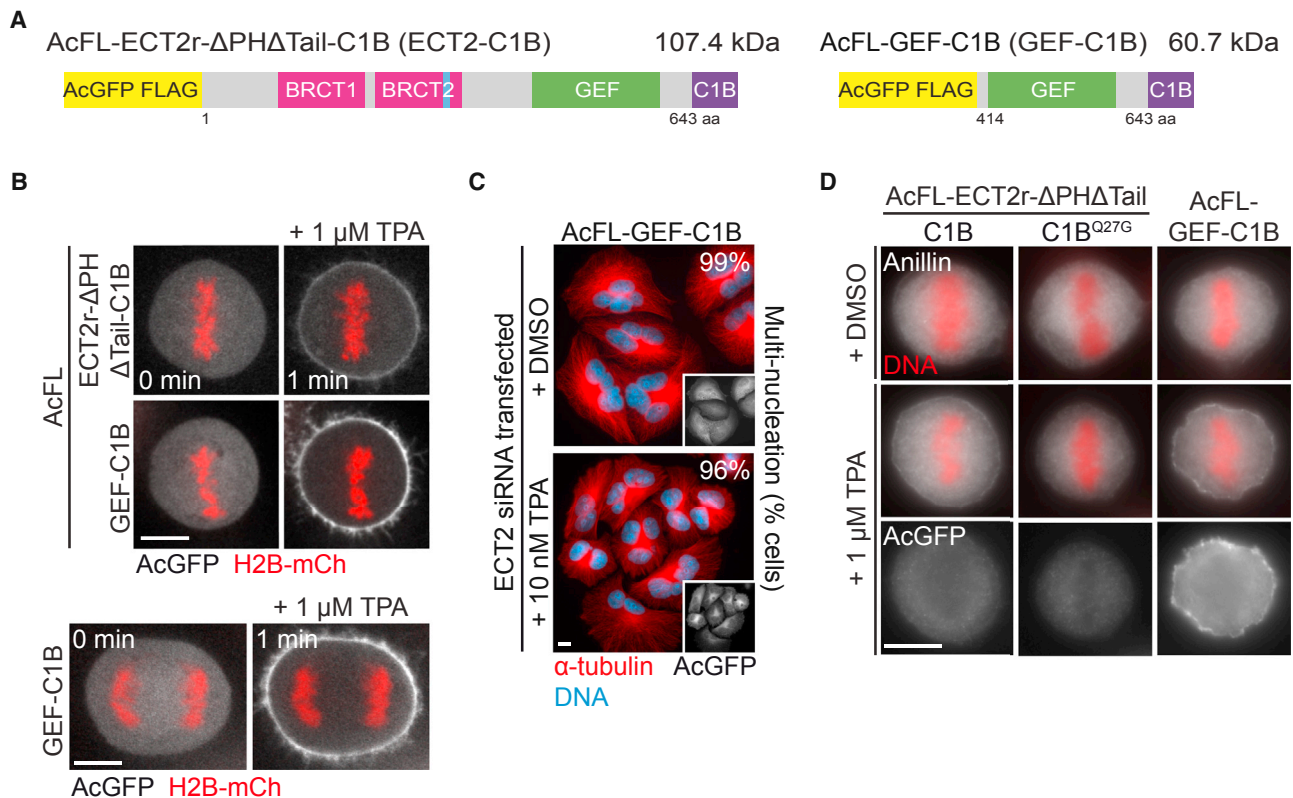 A
AcFL-ECT2r-ΔPHΔTail-C1B (ECT2-C1B) 107.4 kDa
AcGFP FLAG BRCT1 BRCT2 GEF C1B
1 643 aa
AcFL-GEF-C1B (GEF-C1B) 60.7 kDa
AcGFP FLAG GEF C1B
414 643 aa
B
+ 1 µM TPA
AcFL
ECT2r-ΔPH
ΔTail-C1B
0 min 1 min
GEF-C1B
AcGFP H2B-mCh
+ 1 µM TPA
0 min 1 min
GEF-C1B
AcGFP H2B-mCh
C
AcFL-GEF-C1B
99%
ECT2 siRNA transfected
+ DMSO
96%
+ 10 nM TPA
Multi-nucleation (% cells)
α-tubulin AcGFP
DNA
D
AcFL-ECT2r-ΔPHΔTail
C1B C1B^Q27G
AcFL-
GEF-C1B
+ DMSO
Anillin
DNA
+ 1 µM TPA
AcGFP